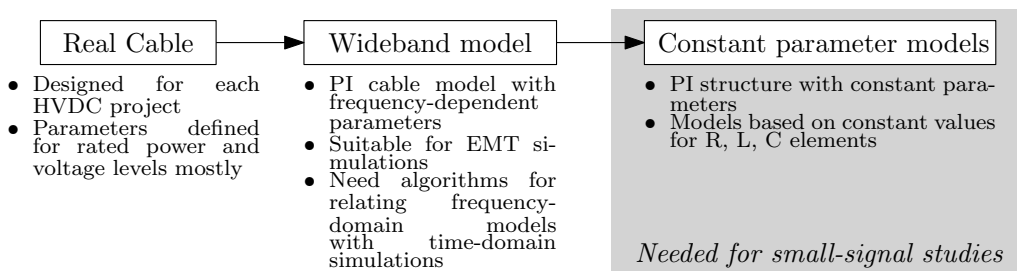 Real Cable
• Designed for each
HVDC project
• Parameters defined
for rated power and
voltage levels mostly
Wideband model
• PI cable model with
frequency-dependent
parameters
• Suitable for EMT si-
mulations
• Need algorithms for
relating frequency-
domain models
with time-domain
simulations
Constant parameter models
• PI structure with constant para-
meters
• Models based on constant values
for R, L, C elements
Needed for small-signal studies